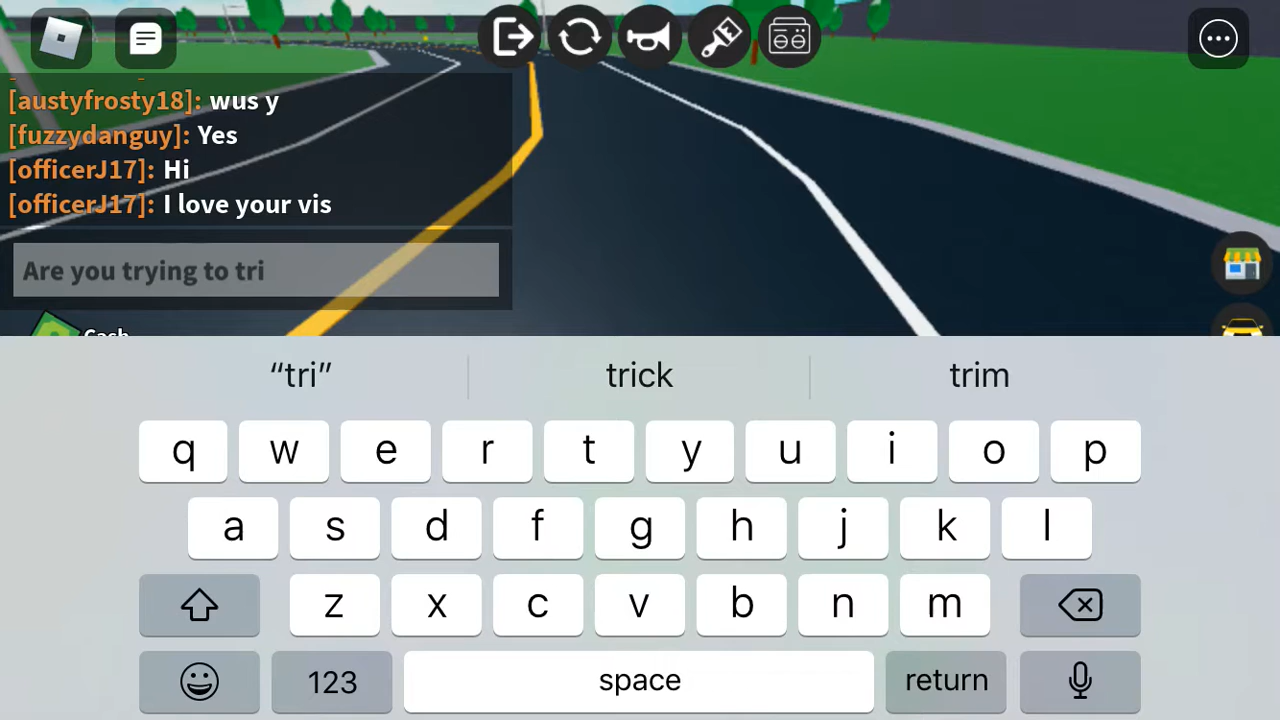 [austyfrosty18]: wus y
[fuzzydanguy]: Yes
[officerJ17]: Hi
[officerJ17]: I love your vis
Are you trying to tri
Cash
“tri” trick trim
q w e r t y u i o p
a s d f g h j k l
z x c v b n m
123 space return